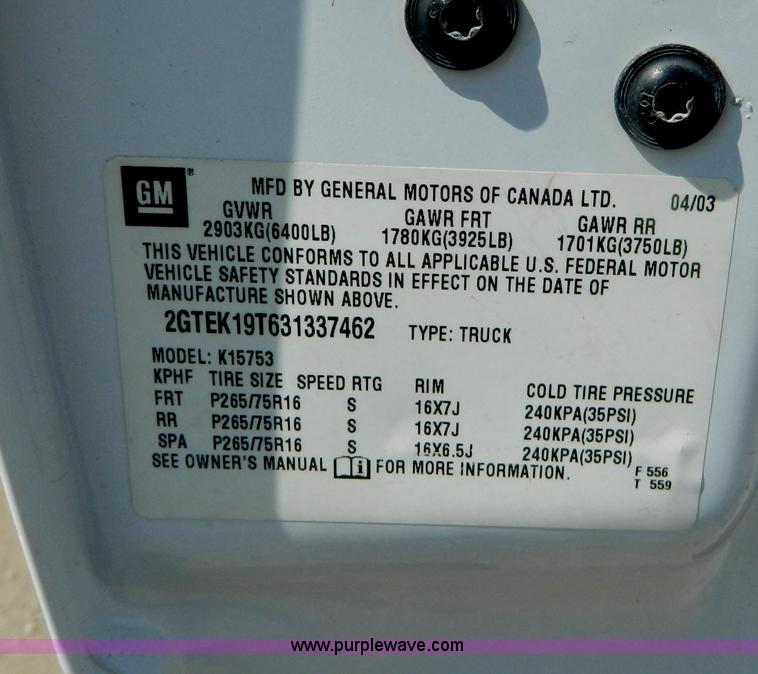 GM ®
MFD BY GENERAL MOTORS OF CANADA LTD. 04/03
GVWR GAWR FRT GAWR RR
2903KG(6400LB) 1780KG(3925LB) 1701KG(3750LB)
THIS VEHICLE CONFORMS TO ALL APPLICABLE U.S. FEDERAL MOTOR
VEHICLE SAFETY STANDARDS IN EFFECT ON THE DATE OF
MANUFACTURE SHOWN ABOVE.
2GTEK19T631337462 TYPE: TRUCK
MODEL: K15753
KPHF TIRE SIZE SPEED RTG RIM COLD TIRE PRESSURE
FRT P265/75R16 S 16X7J 240KPA(35PSI)
RR P265/75R16 S 16X7J 240KPA(35PSI)
SPA P265/75R16 S 16X6.5J 240KPA(35PSI)
SEE OWNER'S MANUAL i FOR MORE INFORMATION. F 556
T 559
www.purplewave.com